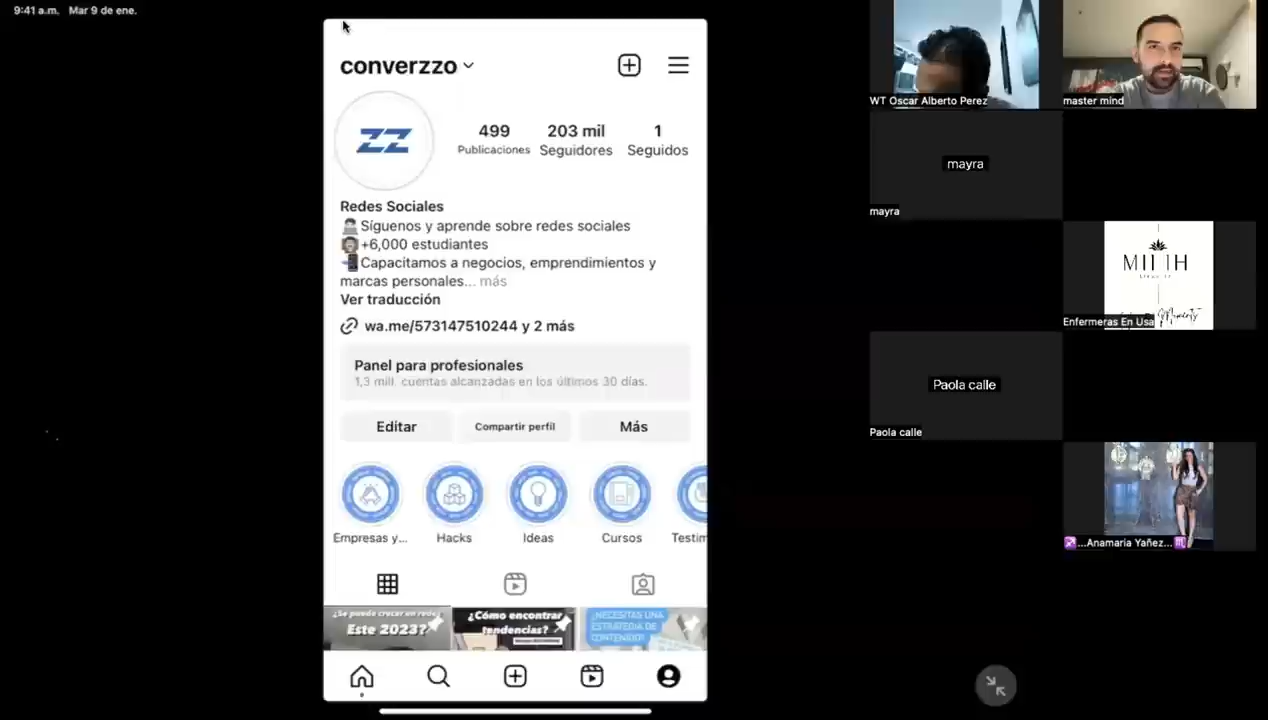 9:41 a.m. Mar 9 de ene.
converzzo
ZZ
499
Publicaciones
203 mil
Seguidores
1
Seguidos
Redes Sociales
Síguenos y aprende sobre redes sociales
+6,000 estudiantes
Capacitamos a negocios, emprendimientos y
marcas personales... más
Ver traducción
wa.me/573147510244 y 2 más
Panel para profesionales
1,3 mill. cuentas alcanzadas en los últimos 30 días.
Editar
Compartir perfil
Más
Empresas y...
Hacks
Ideas
Cursos
Testim
¿Se puede crecer en redes
Este 2023?
¿Cómo encontrar
tendencias?
¿NECESITAS UNA
ESTRATEGIA DE
CONTENIDO?
WT Oscar Alberto Perez
master mind
mayra
mayra
Enfermeras En Usa
Moments
Paola calle
Paola calle
...Anamaria Yañez...